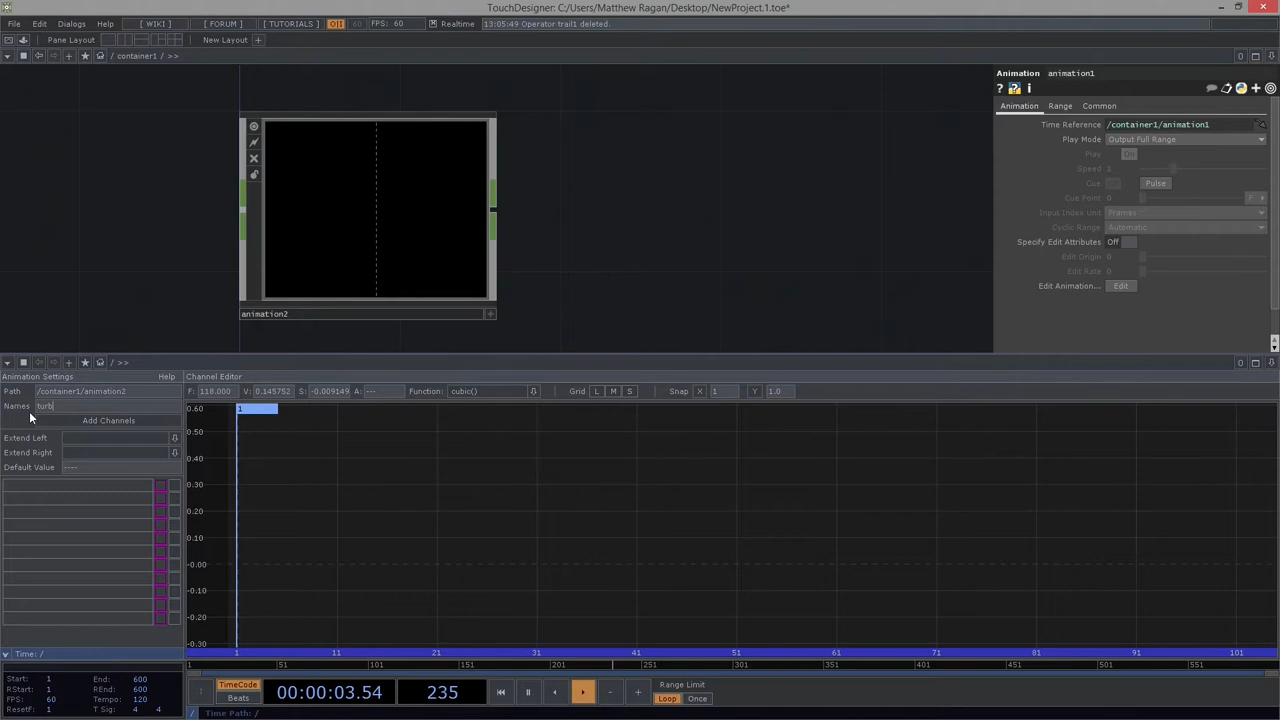 TouchDesigner: C:/Users/Matthew Ragan/Desktop/NewProject.1.toe*
File Edit Dialogs Help [ WIKI ] [ FORUM ] [ TUTORIALS ] O|I 60 FPS: 60 Realtime 13:05:49 Operator trail1 deleted.
Pane Layout New Layout +
/ container1 / >>
Animation animation1
? i
Animation Range Common
Time Reference /container1/animation1
Play Mode Output Full Range
Play On
Speed 1
Cue Pulse
Cue Point 0 F
Input Index Unit Frames
Cyclic Range Automatic
Specify Edit Attributes Off
Edit Origin 0
Edit Rate 0
Edit Animation... Edit
animation2
/ >>
Animation Settings Help Channel Editor
Path /container1/animation2 F: 118.000 V: 0.145752 S: -0.009149 A: --- Function: cubic() Grid L M S Snap X 1 Y 1.0
Names turb
Add Channels
Extend Left
Extend Right
Default Value ----
1
0.60
0.50
0.40
0.30
0.20
0.10
-0.00
-0.10
-0.20
-0.30
1 11 21 31 41 51 61 71 81 91 101
Time: /
1 51 101 151 201 251 301 351 401 451 501 551
Start: 1 End: 600
RStart: 1 REnd: 600
FPS: 60 Tempo: 120
ResetF: 1 T Sig: 4 4
TimeCode
Beats
00:00:03.54 235
Range Limit
Loop Once
/ Time Path: /